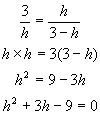 3/h = h/(3 − h)
h × h = 3(3 − h)
h² = 9 − 3h
h² + 3h − 9 = 0